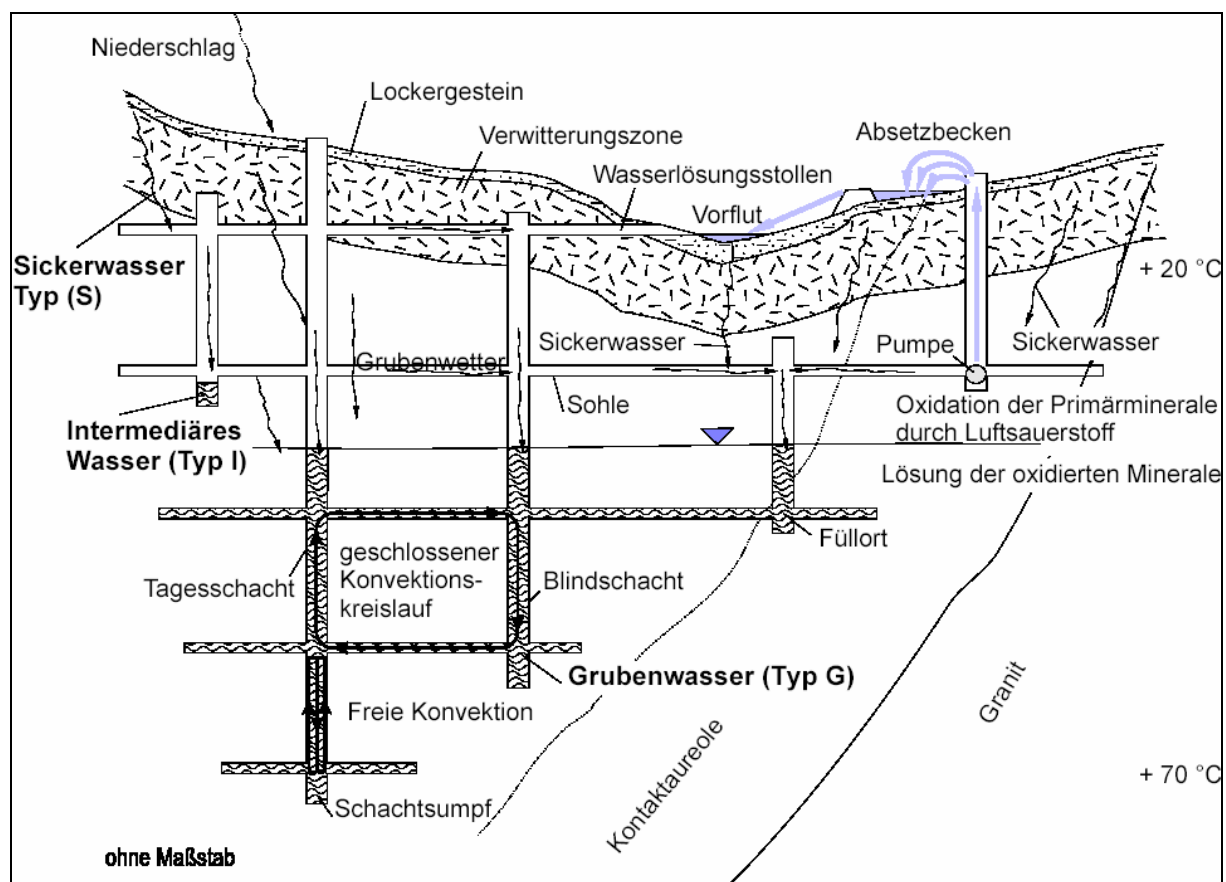 Niederschlag
Lockergestein
Verwitterungszone
Absetzbecken
Wasserlösungsstollen
Vorflut
Sickerwasser
Typ (S)
+ 20 °C
Sickerwasser
Pumpe
Sickerwasser
Grubenwetter
Sohle
Oxidation der Primärminerale
durch Luftsauerstoff
Intermediäres
Wasser (Typ I)
Lösung der oxidierten Minerale
Füllort
geschlossener
Konvektions-
kreislauf
Tagesschacht
Blindschacht
Grubenwasser (Typ G)
Freie Konvektion
Granit
Kontaktaureole
+ 70 °C
Schachtsumpf
ohne Maßstab